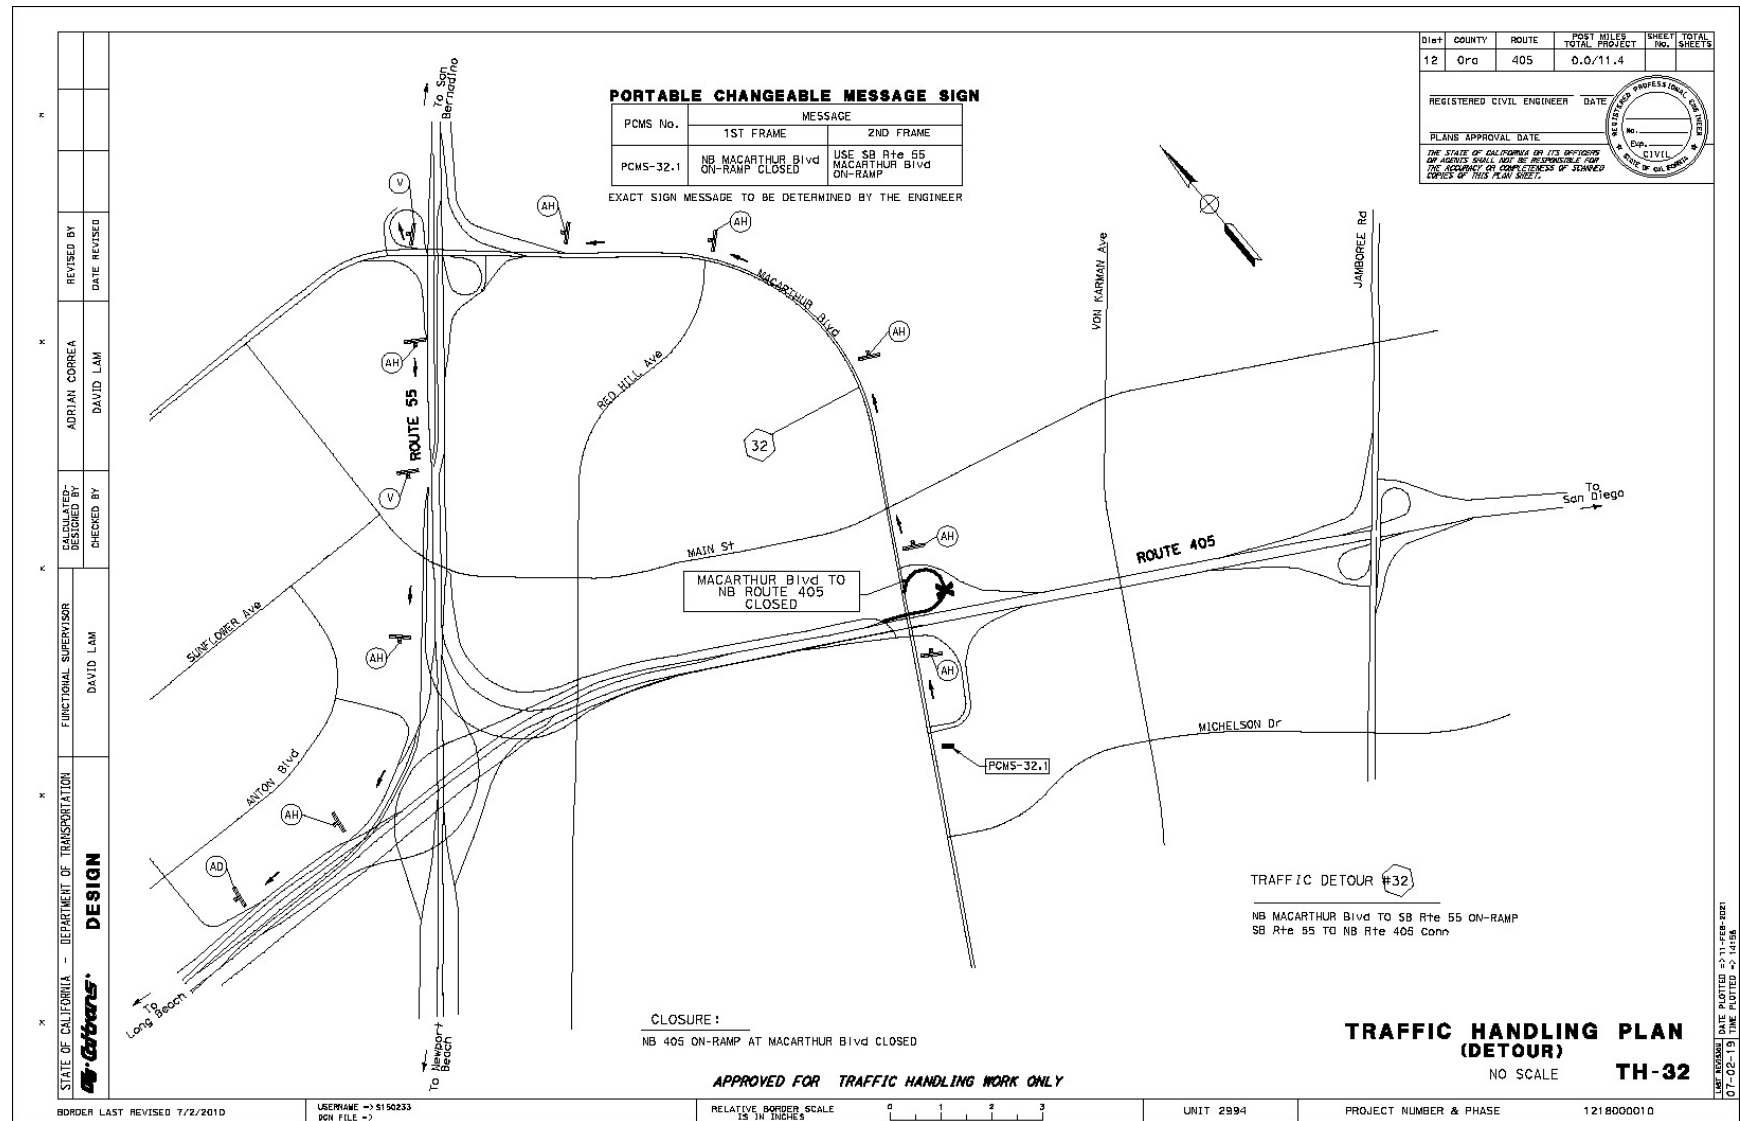 Dist COUNTY ROUTE POST MILES TOTAL PROJECT SHEET No. TOTAL SHEETS
12 Ora 405 0.0/11.4
REGISTERED CIVIL ENGINEER DATE
PLANS APPROVAL DATE
THE STATE OF CALIFORNIA OR ITS OFFICERS
OR AGENTS SHALL NOT BE RESPONSIBLE FOR
THE ACCURACY OR COMPLETENESS OF SCANNED
COPIES OF THIS PLAN SHEET.
REGISTERED PROFESSIONAL ENGINEER
No.
Exp.
CIVIL
STATE OF CALIFORNIA
PORTABLE CHANGEABLE MESSAGE SIGN
PCMS No.
MESSAGE
1ST FRAME
2ND FRAME
PCMS-32.1
NB MACARTHUR Blvd
ON-RAMP CLOSED
USE SB Rte 55
MACARTHUR Blvd
ON-RAMP
EXACT SIGN MESSAGE TO BE DETERMINED BY THE ENGINEER
To San
Bernadino
V
AH
AH
MACARTHUR Blvd
AH
AH
ROUTE 55
RED HILL Ave
VON KARMAN Ave
JAMBOREE Rd
32
V
To
San Diego
ROUTE 405
MAIN St
AH
MACARTHUR Blvd TO
NB ROUTE 405
CLOSED
SUNFLOWER Ave
AH
AH
MICHELSON Dr
PCMS-32.1
ANTON Blvd
AH
AD
To
Long Beach
To Newport
Beach
TRAFFIC DETOUR #32
NB MACARTHUR Blvd TO SB Rte 55 ON-RAMP
SB Rte 55 TO NB Rte 405 Conn
CLOSURE:
NB 405 ON-RAMP AT MACARTHUR Blvd CLOSED
TRAFFIC HANDLING PLAN
(DETOUR)
NO SCALE
TH-32
APPROVED FOR TRAFFIC HANDLING WORK ONLY
REVISED BY
DATE REVISED
ADRIAN CORREA
DAVID LAM
CALCULATED-
DESIGNED BY
CHECKED BY
FUNCTIONAL SUPERVISOR
DAVID LAM
STATE OF CALIFORNIA - DEPARTMENT OF TRANSPORTATION
Caltrans
DESIGN
x
x
x
x
x
BORDER LAST REVISED 7/2/2010
USERNAME => S150233
DGN FILE =>
RELATIVE BORDER SCALE
IS IN INCHES
0 1 2 3
UNIT 2994
PROJECT NUMBER & PHASE
1218000010
LAST REVISION
07-02-19
DATE PLOTTED => 11-FEB-2021
TIME PLOTTED => 14:56